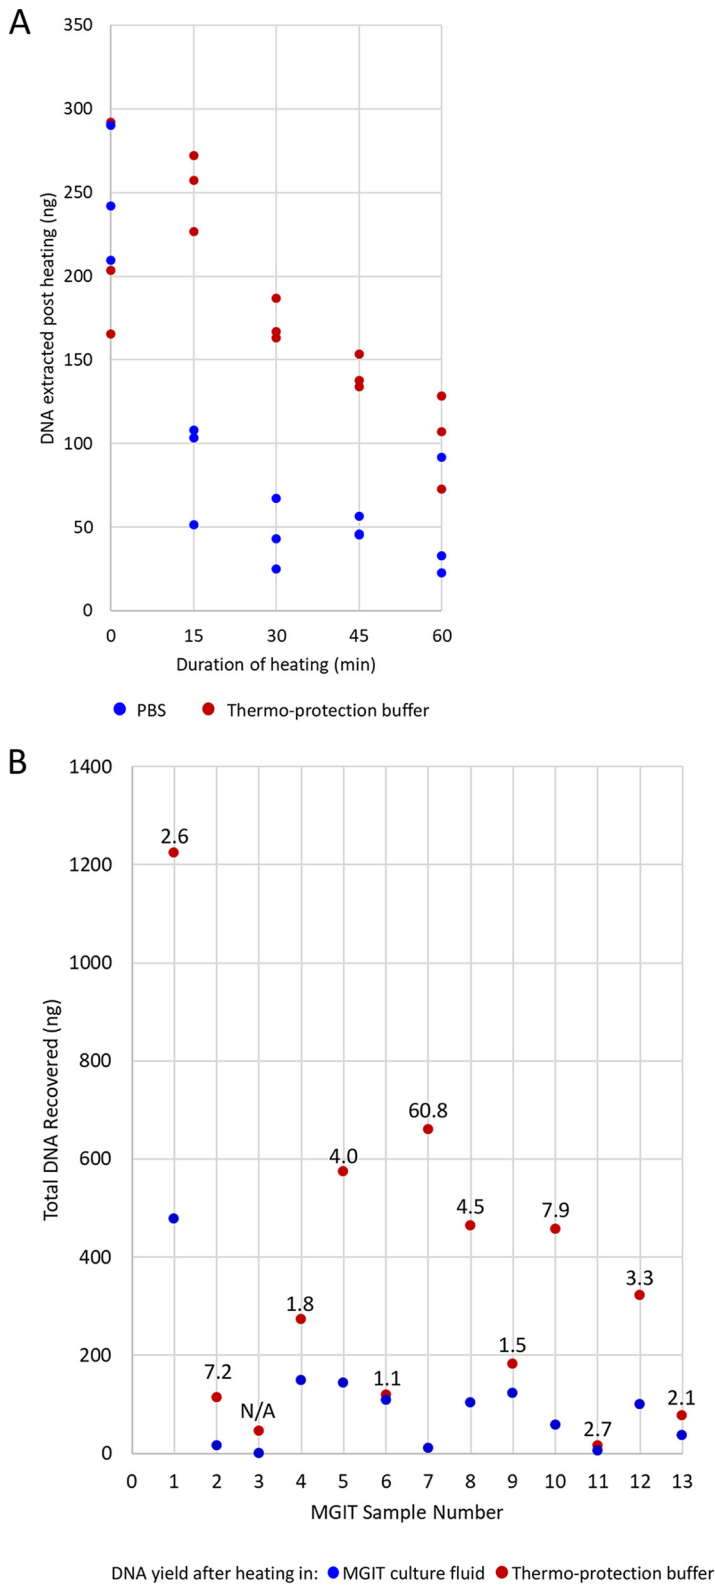 A
350
300
250
200
150
100
50
0
DNA extracted post heating (ng)
0 15 30 45 60
Duration of heating (min)
PBS Thermo-protection buffer
B
1400
1200
1000
800
600
400
200
0
Total DNA Recovered (ng)
2.6
7.2
N/A
1.8
4.0
1.1
60.8
4.5
1.5
7.9
2.7
3.3
2.1
0 1 2 3 4 5 6 7 8 9 10 11 12 13
MGIT Sample Number
DNA yield after heating in: MGIT culture fluid Thermo-protection buffer